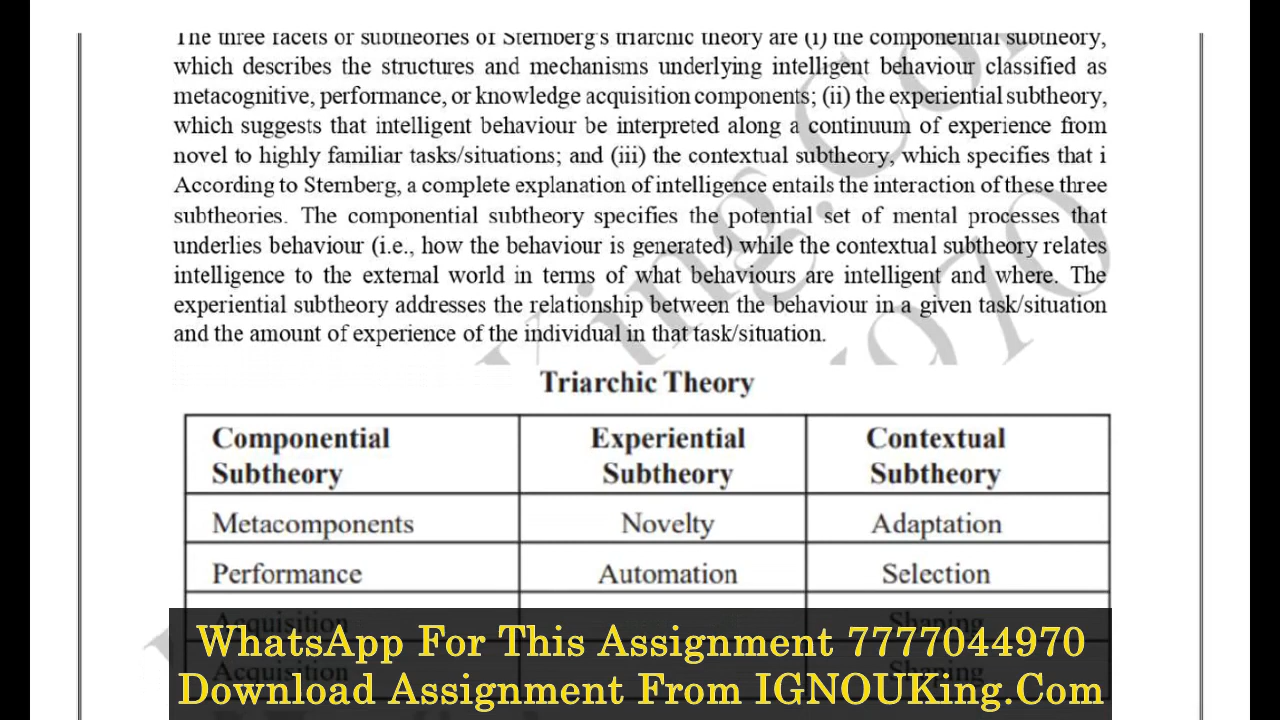 The three facets or subtheories of Sternberg's triarchic theory are (i) the componential subtheory,
which describes the structures and mechanisms underlying intelligent behaviour classified as
metacognitive, performance, or knowledge acquisition components; (ii) the experiential subtheory,
which suggests that intelligent behaviour be interpreted along a continuum of experience from
novel to highly familiar tasks/situations; and (iii) the contextual subtheory, which specifies that i
According to Sternberg, a complete explanation of intelligence entails the interaction of these three
subtheories. The componential subtheory specifies the potential set of mental processes that
underlies behaviour (i.e., how the behaviour is generated) while the contextual subtheory relates
intelligence to the external world in terms of what behaviours are intelligent and where. The
experiential subtheory addresses the relationship between the behaviour in a given task/situation
and the amount of experience of the individual in that task/situation.
Triarchic Theory
Componential Subtheory Experiential Subtheory Contextual Subtheory
Metacomponents Novelty Adaptation
Performance Automation Selection
Acquisition Shaping
WhatsApp For This Assignment 7777044970
Acquisition Shaping
Download Assignment From IGNOUKing.Com